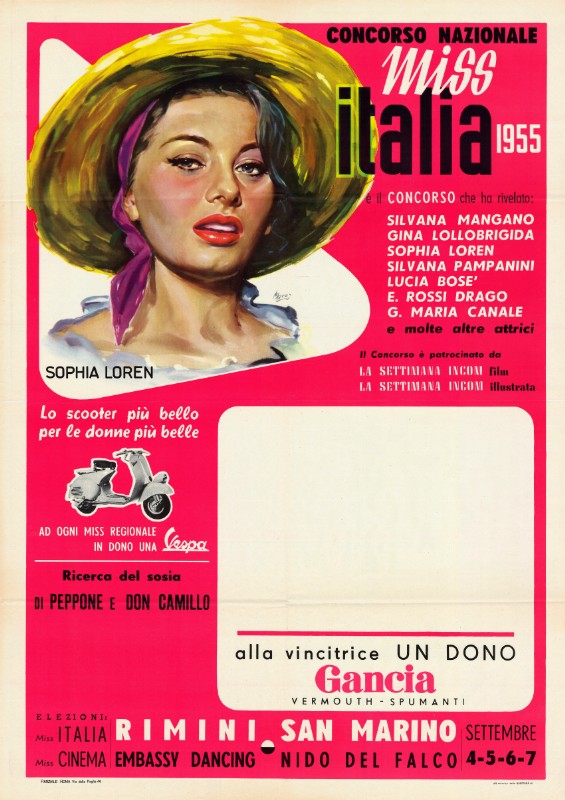 CONCORSO NAZIONALE
Miss
italia 1955
è il CONCORSO che ha rivelato:
SILVANA MANGANO
GINA LOLLOBRIGIDA
SOPHIA LOREN
SILVANA PAMPANINI
LUCIA BOSE'
E. ROSSI DRAGO
G. MARIA CANALE
e molte altre attrici
Il Concorso è patrocinato da
LA SETTIMANA INCOM film
LA SETTIMANA INCOM illustrata
SOPHIA LOREN
Lo scooter più bello
per le donne più belle
AD OGNI MISS REGIONALE
IN DONO UNA Vespa
Ricerca del sosia
DI PEPPONE E DON CAMILLO
alla vincitrice UN DONO
Gancia
VERMOUTH - SPUMANTI
ELEZIONI:
Miss ITALIA RIMINI SAN MARINO SETTEMBRE
Miss CINEMA EMBASSY DANCING NIDO DEL FALCO 4-5-6-7